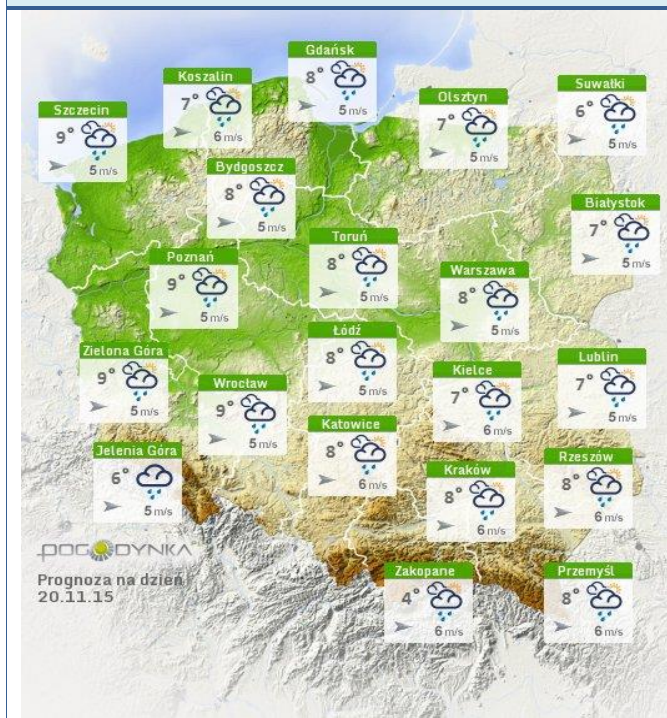 Gdańsk
8°
5 m/s
Koszalin
7°
6 m/s
Suwałki
6°
5 m/s
Olsztyn
7°
5 m/s
Szczecin
9°
5 m/s
Bydgoszcz
8°
5 m/s
Białystok
7°
5 m/s
Toruń
8°
5 m/s
Poznań
9°
5 m/s
Warszawa
8°
5 m/s
Łódź
8°
5 m/s
Zielona Góra
9°
5 m/s
Lublin
7°
5 m/s
Kielce
7°
6 m/s
Wrocław
9°
5 m/s
Katowice
8°
6 m/s
Jelenia Góra
6°
5 m/s
Rzeszów
8°
6 m/s
Kraków
8°
6 m/s
POGODYNKA
Prognoza na dzień
20.11.15
Zakopane
4°
6 m/s
Przemyśl
8°
6 m/s